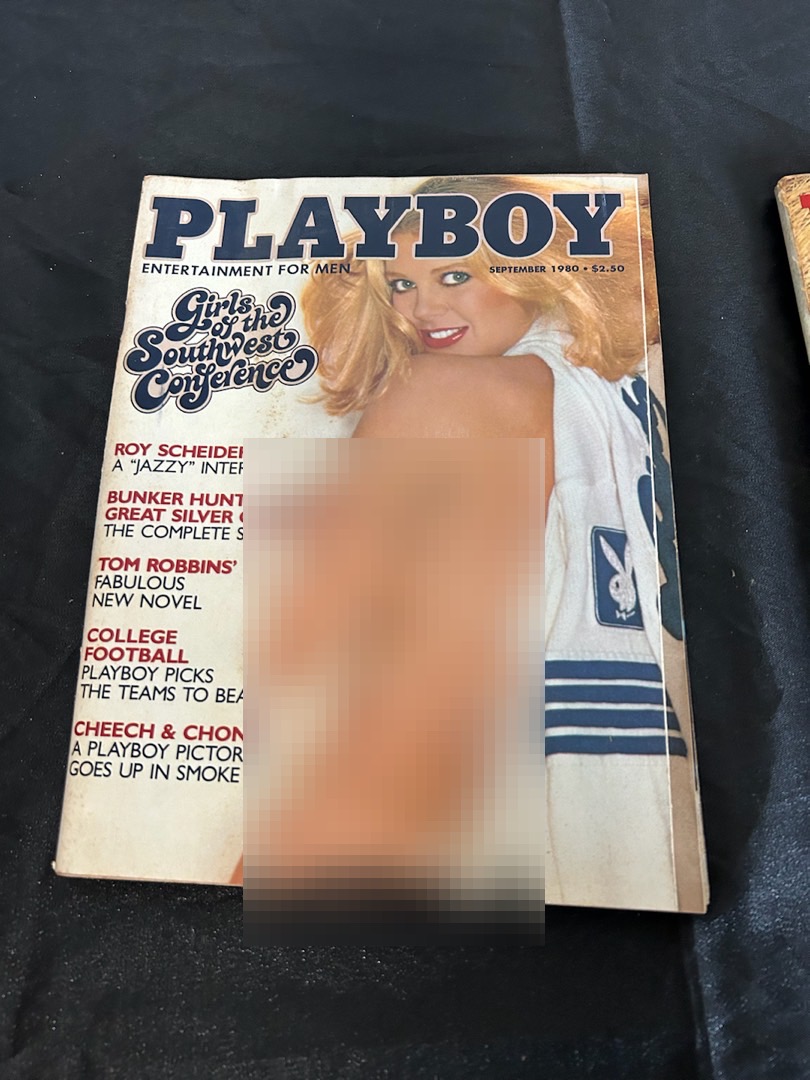 PLAYBOY
ENTERTAINMENT FOR MEN
SEPTEMBER 1980 • $2.50
Girls
of the
Southwest
Conference
ROY SCHEIDER
A "JAZZY"
BUNKER HUNT
GREAT SILVER
THE COMPLETE
TOM ROBBINS'
FABULOUS
NEW NOVEL
COLLEGE
FOOTBALL
PLAYBOY PICKS
THE TEAMS TO
CHEECH &
A PLAYBOY
GOES UP IN SMOKE